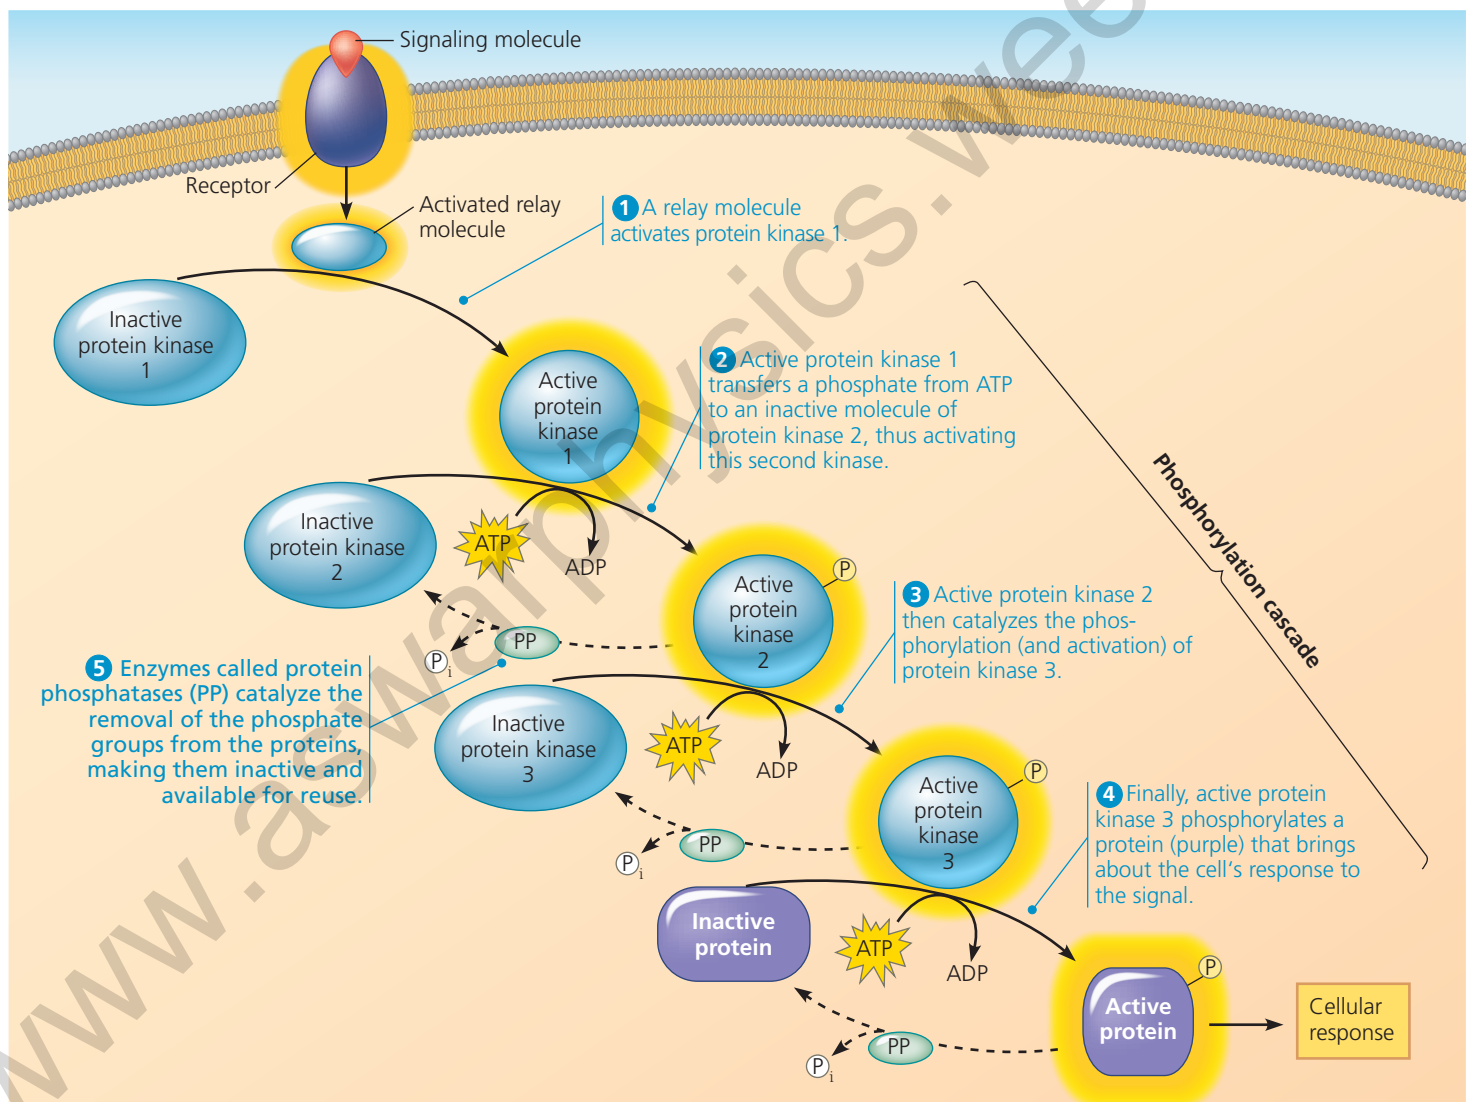 Signaling molecule
Receptor
Activated relay
molecule
1 A relay molecule
activates protein kinase 1.
Inactive
protein kinase
1
Active
protein
kinase
1
2 Active protein kinase 1
transfers a phosphate from ATP
to an inactive molecule of
protein kinase 2, thus activating
this second kinase.
Phosphorylation cascade
Inactive
protein kinase
2
ATP
ADP
Active
protein
kinase
2
P
3 Active protein kinase 2
then catalyzes the phos-
phorylation (and activation) of
protein kinase 3.
PP
Pi
5 Enzymes called protein
phosphatases (PP) catalyze the
removal of the phosphate
groups from the proteins,
making them inactive and
available for reuse.
Inactive
protein kinase
3
ATP
ADP
Active
protein
kinase
3
P
4 Finally, active protein
kinase 3 phosphorylates a
protein (purple) that brings
about the cell's response to
the signal.
PP
Pi
Inactive
protein
ATP
ADP
Active
protein
P
Cellular
response
PP
Pi
www.aswarphysics.wee